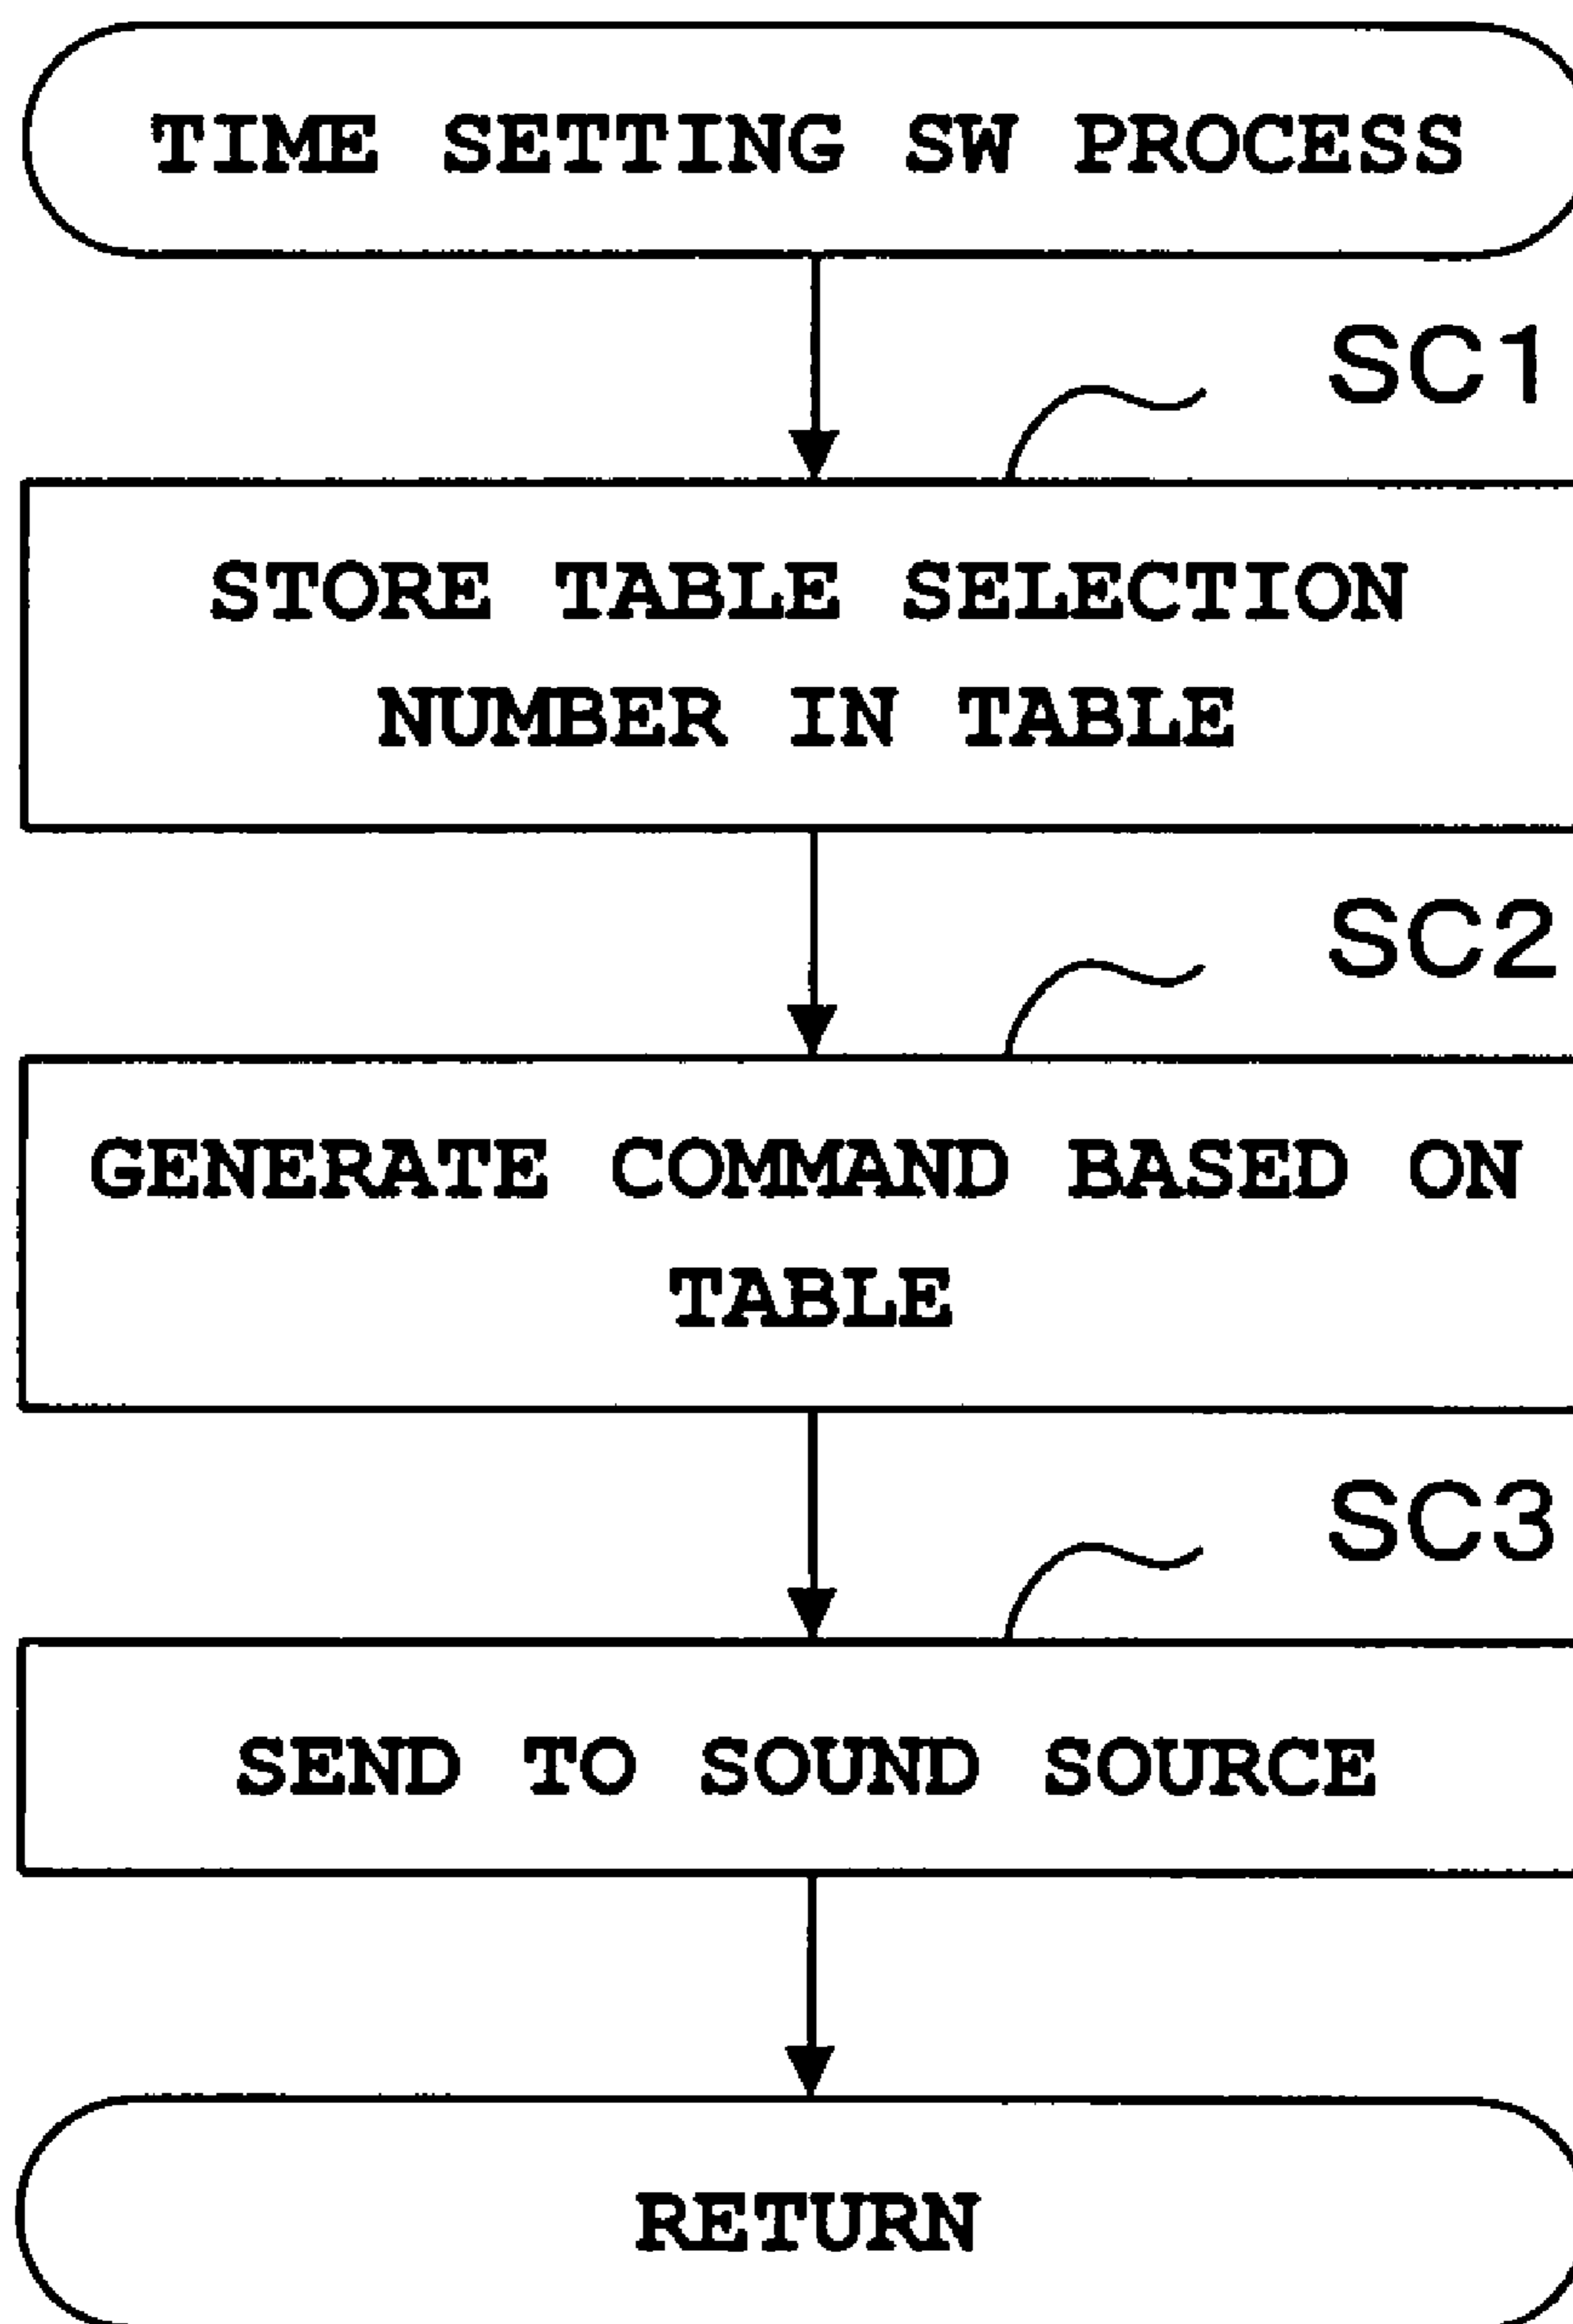 TIME SETTING SW PROCESS
SC1
STORE TABLE SELECTION
NUMBER IN TABLE
SC2
GENERATE COMMAND BASED ON
TABLE
SC3
SEND TO SOUND SOURCE
RETURN